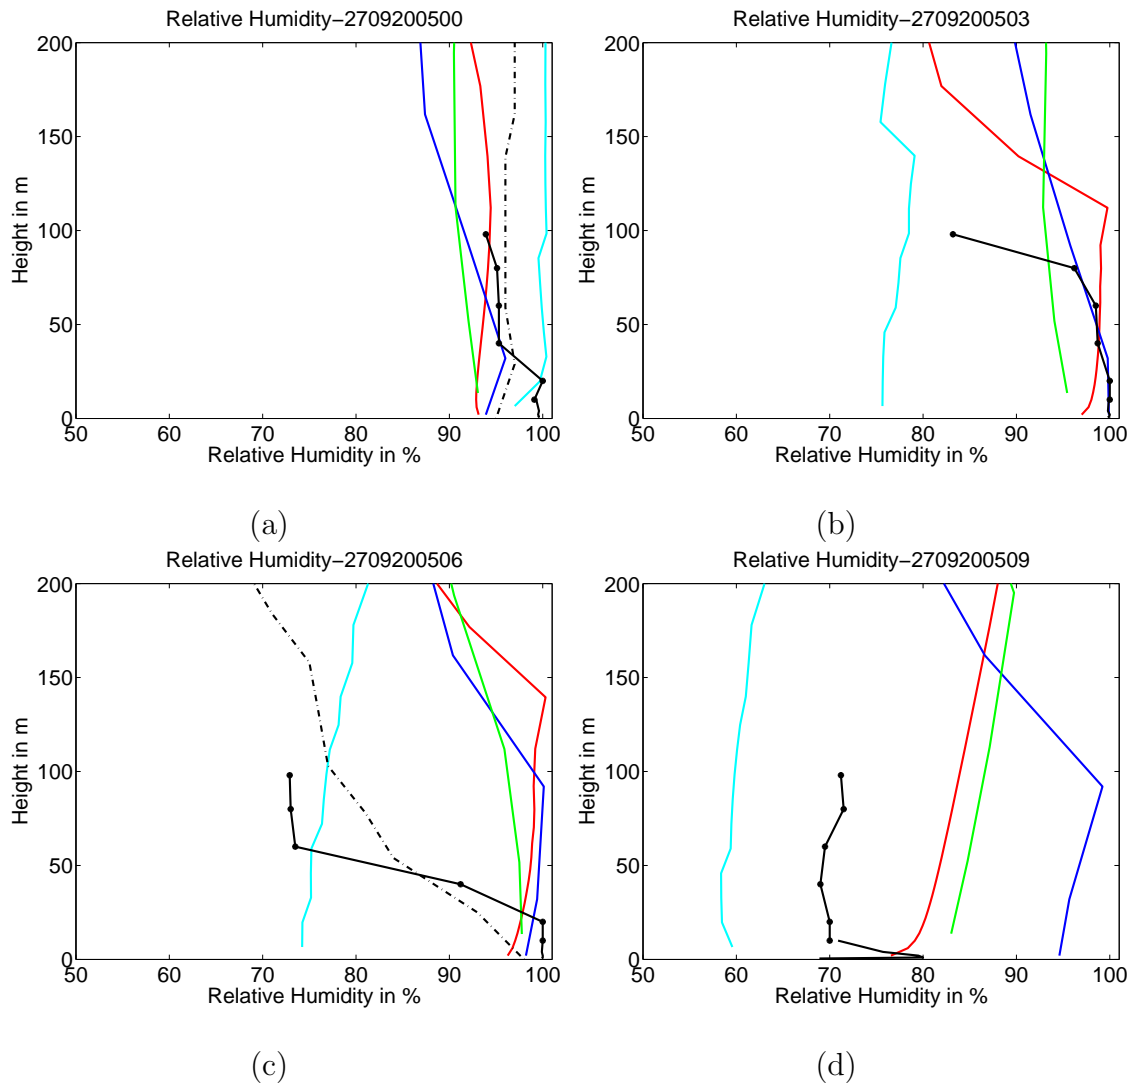 Relative Humidity−2709200500
200
150
100
50
0
50 60 70 80 90 100
Height in m
Relative Humidity in %
(a)
Relative Humidity−2709200503
200
150
100
50
0
50 60 70 80 90 100
Height in m
Relative Humidity in %
(b)
Relative Humidity−2709200506
200
150
100
50
0
50 60 70 80 90 100
Height in m
Relative Humidity in %
(c)
Relative Humidity−2709200509
200
150
100
50
0
50 60 70 80 90 100
Height in m
Relative Humidity in %
(d)